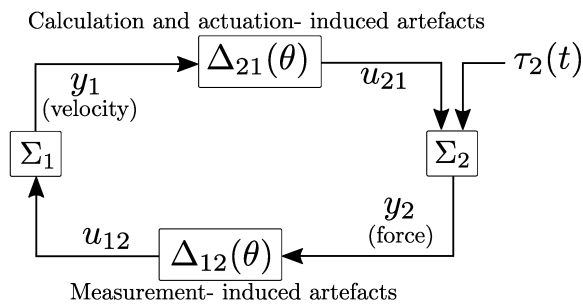 Calculation and actuation- induced artefacts
Δ₂₁(θ)
τ₂(t)
y₁
(velocity)
u₂₁
Σ₁
Σ₂
y₂
(force)
u₁₂
Δ₁₂(θ)
Measurement- induced artefacts